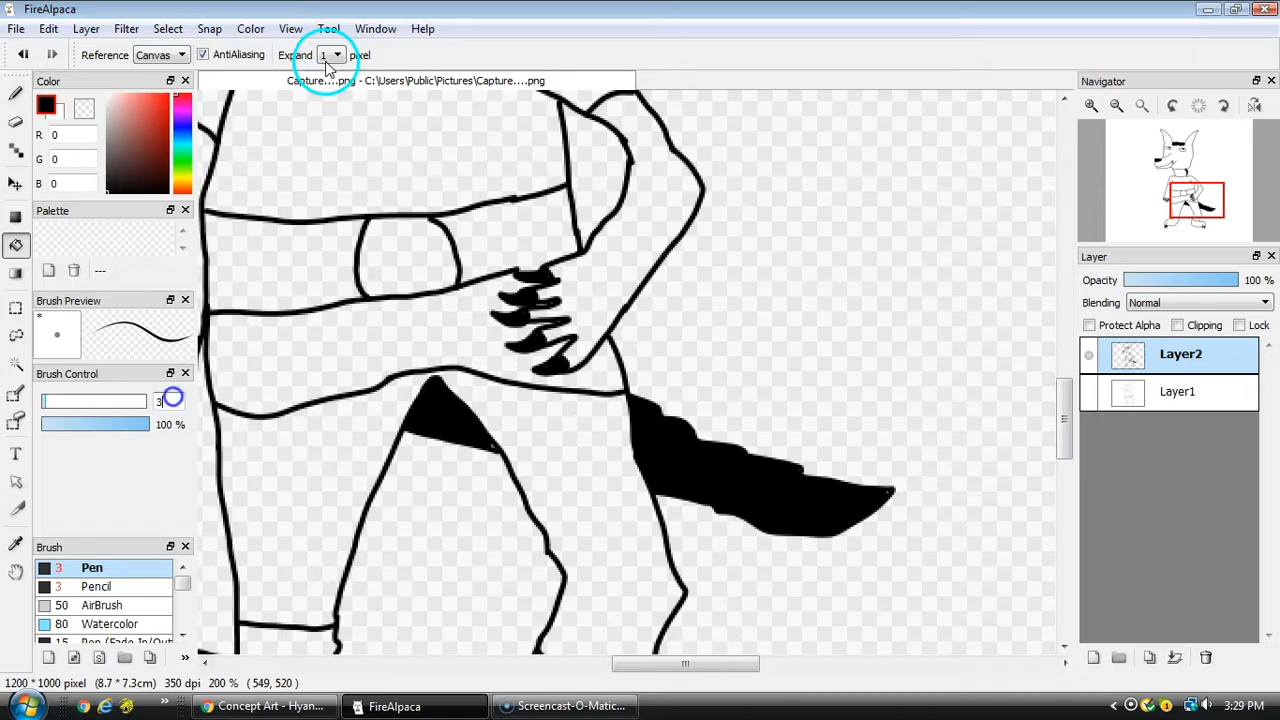 FireAlpaca
File Edit Layer Filter Select Snap Color View Tool Window Help
Reference Canvas AntiAliasing Expand 1 pixel
Color
Capture....png - C:\Users\Public\Pictures\Capture....png
Navigator
R 0
G 0
B 0
Palette
---
Brush Preview
*
Brush Control
3
100 %
Brush
3 Pen
3 Pencil
50 AirBrush
80 Watercolor
15 Pen (Fade In/Out
Layer
Opacity 100 %
Blending Normal
Protect Alpha Clipping Lock
Layer2
Layer1
T
1200 * 1000 pixel (8.7 * 7.3cm) 350 dpi 200 % ( 549, 520 )
Concept Art - Hyan... FireAlpaca Screencast-O-Matic... 3:29 PM